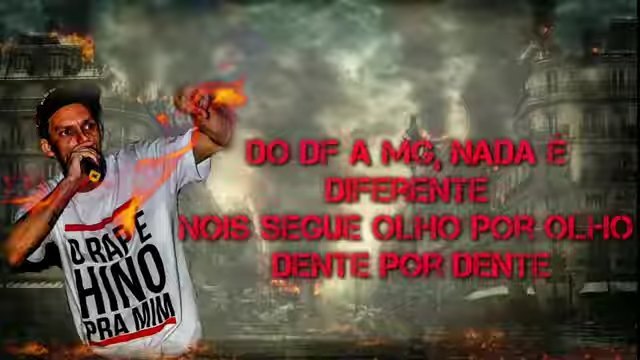 DO DF A MG, NADA É
DIFERENTE
NOIS SEGUE OLHO POR OLHO
DENTE POR DENTE
O RAP É
HINO
PRA MIM